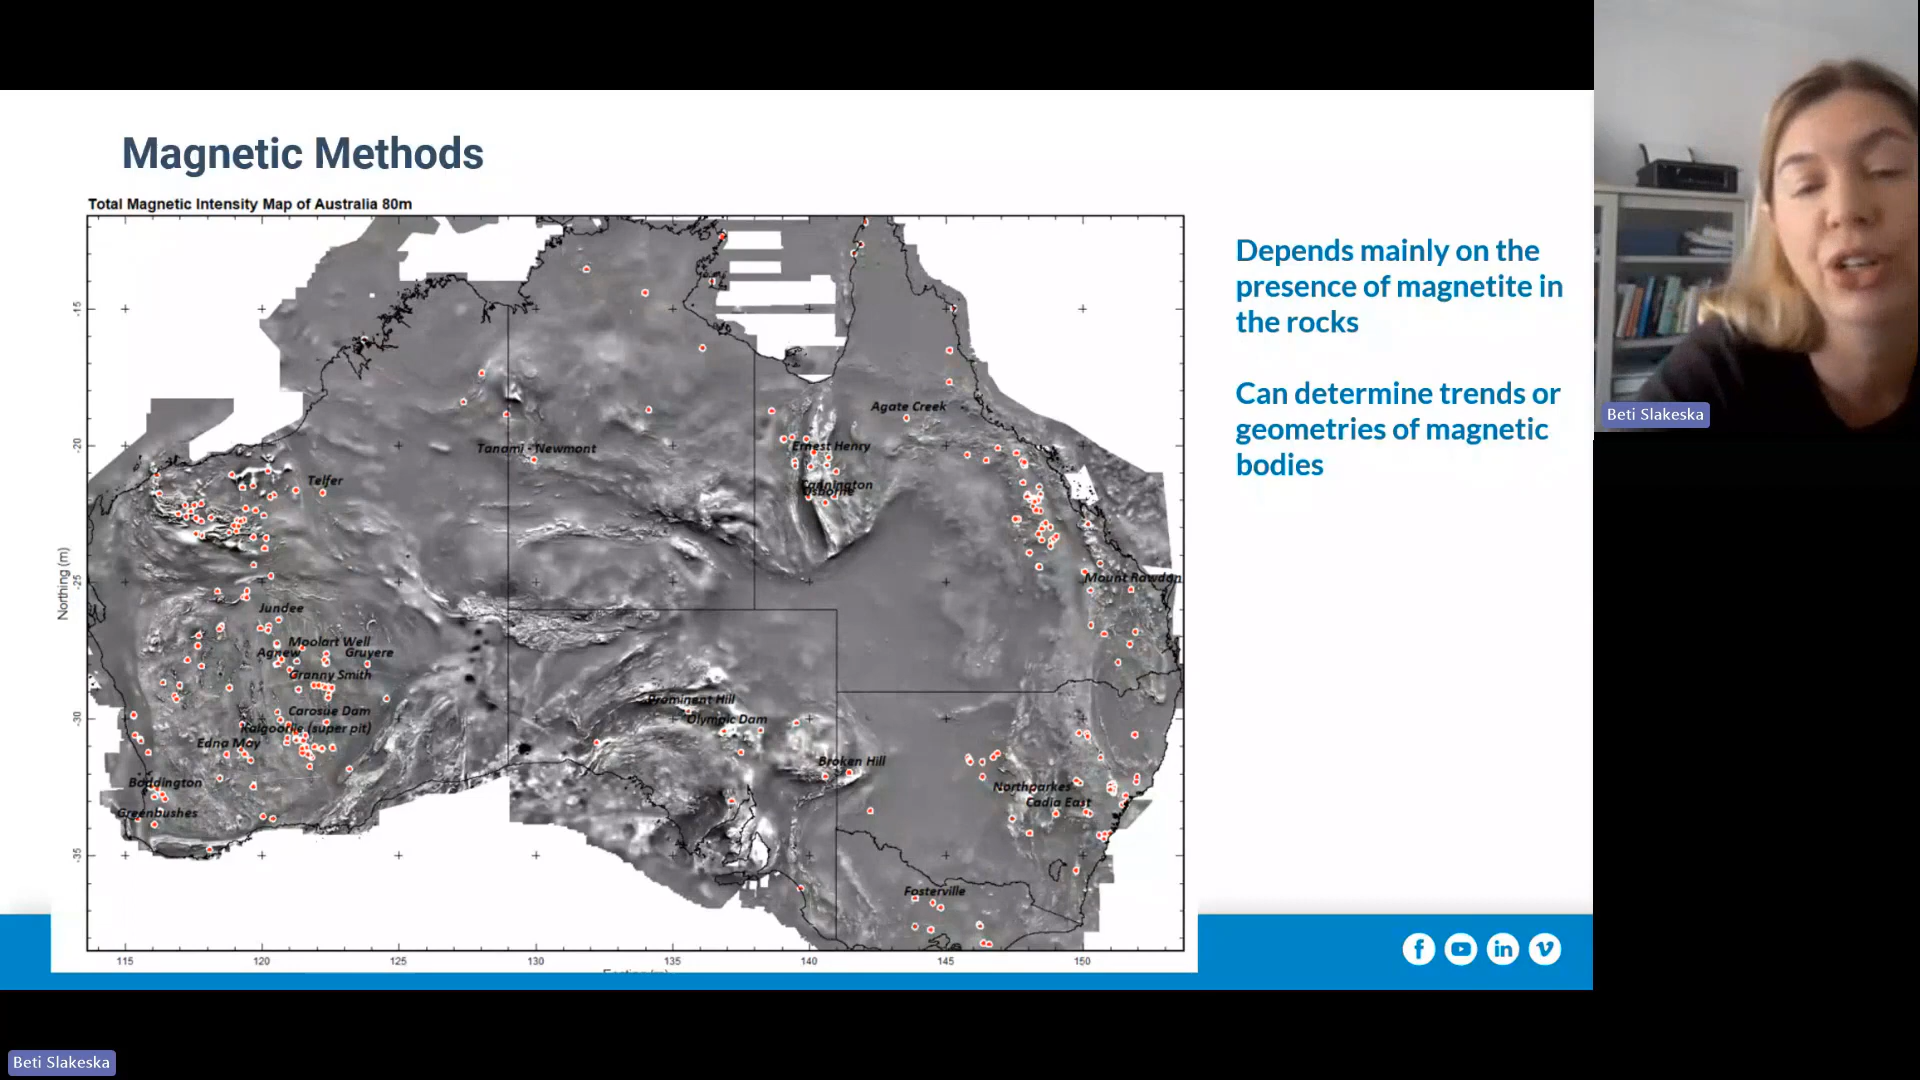 Magnetic Methods
Total Magnetic Intensity Map of Australia 80m
Depends mainly on the
presence of magnetite in
the rocks
Can determine trends or
geometries of magnetic
bodies
Beti Slakeska
Northing (m)
-15
-20
-25
-30
-35
Agate Creek
Ernest Henry
Tanami - Newmont
Telfer
Cannington
Osborne
Mount Rawdon
Jundee
Moolart Well
Agnew
Gruyere
Granny Smith
Prominent Hill
Carosue Dam
Olympic Dam
Kalgoorlie (super pit)
Edna May
Broken Hill
Boddington
Northparkes
Cadia East
Greenbushes
Fosterville
115 120 125 130 135 140 145 150
Easting (m)
Beti Slakeska